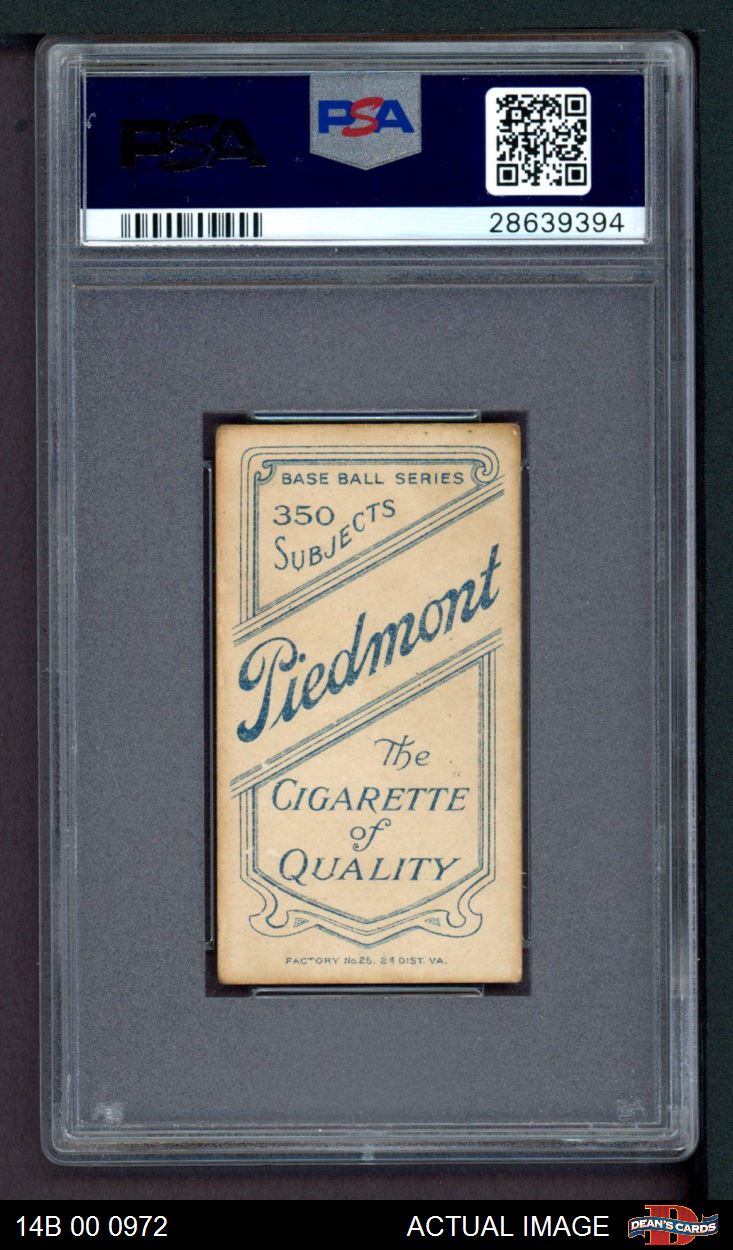 PSA
PSA
28639394
BASE BALL SERIES
350
SUBJECTS
Piedmont
The
CIGARETTE
of
QUALITY
FACTORY No.25, 2d DIST. VA.
14B 00 0972
ACTUAL IMAGE
DEAN'S CARDS